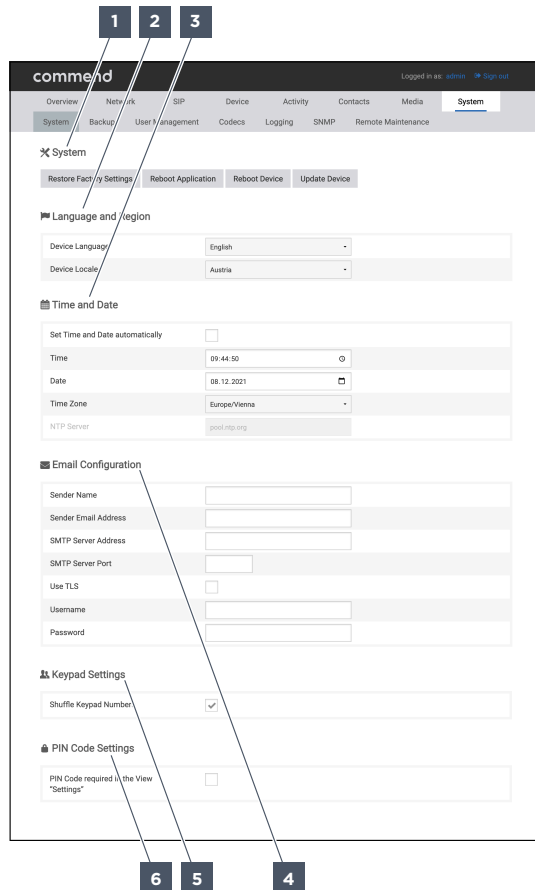 1 2 3
commend Logged in as: admin Sign out
Overview Network SIP Device Activity Contacts Media System
System Backup User Management Codecs Logging SNMP Remote Maintenance
System
Restore Factory Settings Reboot Application Reboot Device Update Device
Language and Region
Device Language English
Device Locale Austria
Time and Date
Set Time and Date automatically
Time 09:44:50
Date 08.12.2021
Time Zone Europe/Vienna
NTP Server pool.ntp.org
Email Configuration
Sender Name
Sender Email Address
SMTP Server Address
SMTP Server Port
Use TLS
Username
Password
Keypad Settings
Shuffle Keypad Number
PIN Code Settings
PIN Code required in the View
"Settings"
6 5 4